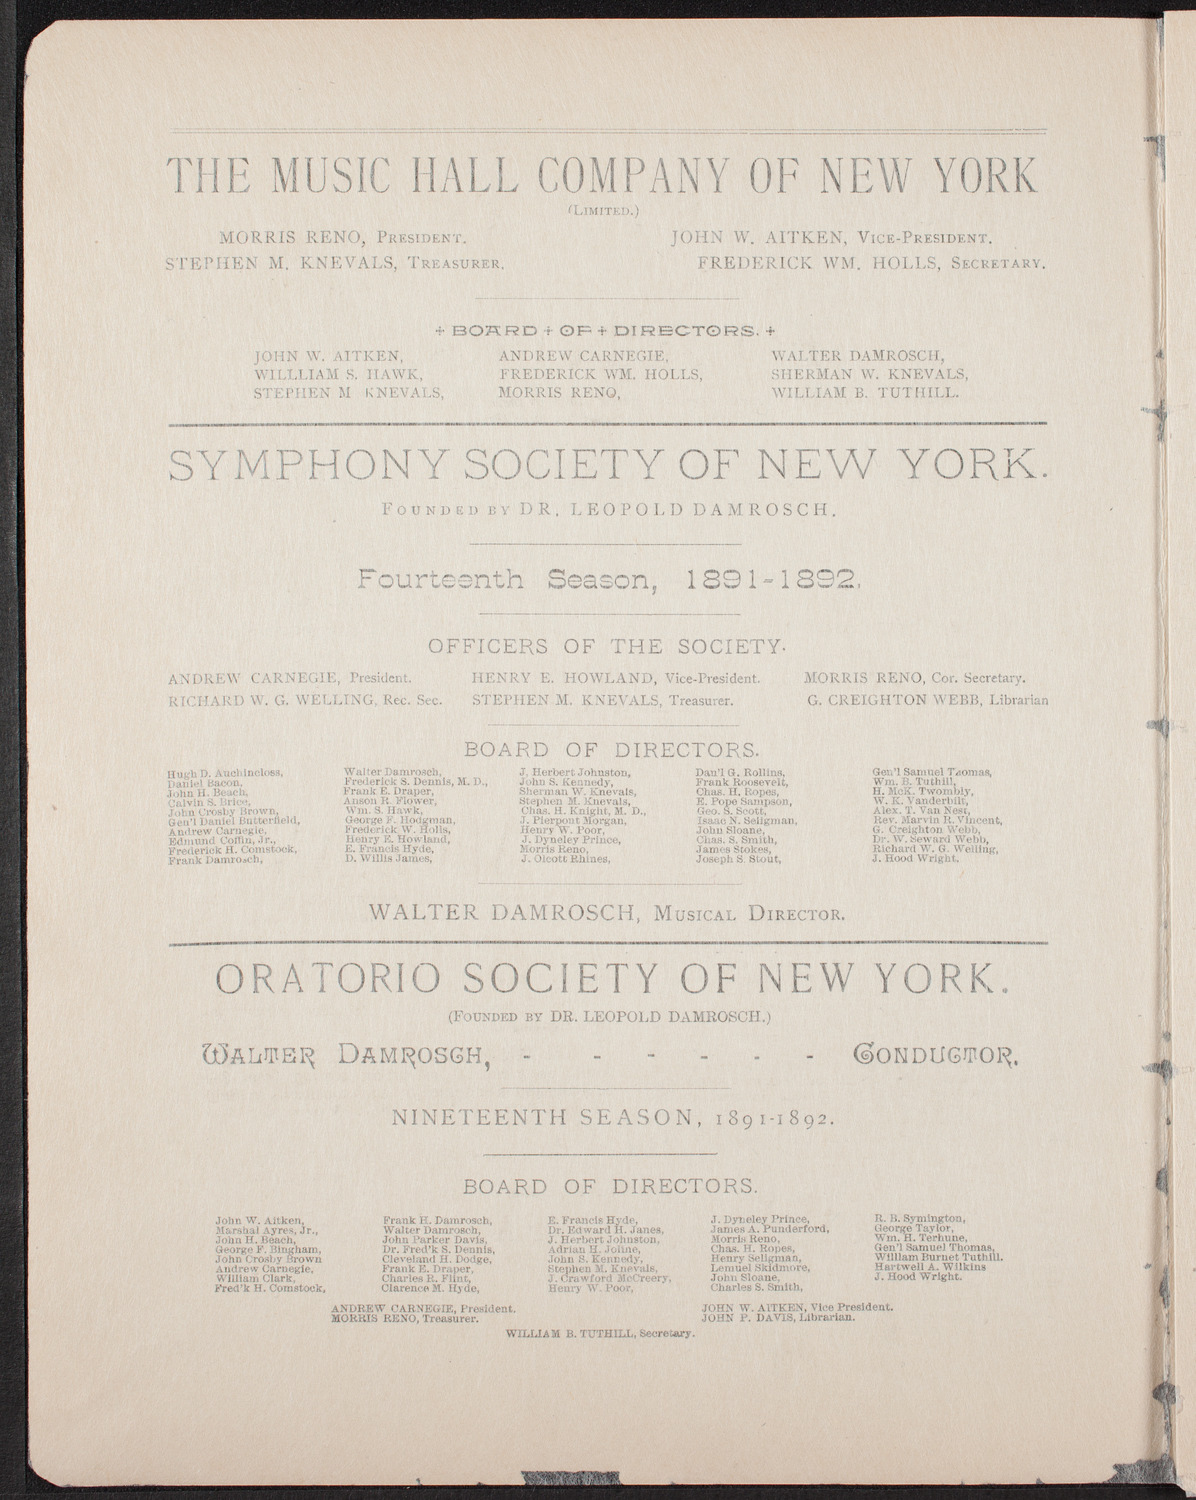 THE MUSIC HALL COMPANY OF NEW YORK
(LIMITED.)
MORRIS RENO, PRESIDENT. JOHN W. AITKEN, VICE-PRESIDENT.
STEPHEN M. KNEVALS, TREASURER. FREDERICK WM. HOLLS, SECRETARY.
+ BOARD + OF + DIRECTORS. +
JOHN W. AITKEN, ANDREW CARNEGIE, WALTER DAMROSCH,
WILLLIAM S. HAWK, FREDERICK WM. HOLLS, SHERMAN W. KNEVALS,
STEPHEN M KNEVALS, MORRIS RENO, WILLIAM B. TUTHILL.
SYMPHONY SOCIETY OF NEW YORK.
FOUNDED BY DR. LEOPOLD DAMROSCH.
Fourteenth Season, 1891-1892.
OFFICERS OF THE SOCIETY.
ANDREW CARNEGIE, President. HENRY E. HOWLAND, Vice-President. MORRIS RENO, Cor. Secretary.
RICHARD W. G. WELLING, Rec. Sec. STEPHEN M. KNEVALS, Treasurer. G. CREIGHTON WEBB, Librarian
BOARD OF DIRECTORS.
Hugh D. Auchincloss,
Daniel Bacon,
John H. Beach,
Calvin S. Brice,
John Crosby Brown,
Gen'l Daniel Butterfield,
Andrew Carnegie,
Edmund Coffin, Jr.,
Frederick H. Comstock,
Frank Damrosch,
Walter Damrosch,
Frederick S. Dennis, M. D.,
Frank E. Draper,
Anson R. Flower,
Wm. S. Hawk,
George F. Hodgman,
Frederick W. Holls,
Henry E. Howland,
E. Francis Hyde,
D. Willis James,
J. Herbert Johnston,
John S. Kennedy,
Sherman W. Knevals,
Stephen M. Knevals,
Chas. H. Knight, M. D.,
J. Pierpont Morgan,
Henry W. Poor,
J. Dyneley Prince,
Morris Reno,
J. Olcott Rhines,
Dan'l G. Rollins,
Frank Roosevelt,
Chas. H. Ropes,
E. Pope Sampson,
Geo. S. Scott,
Isaac N. Seligman,
John Sloane,
Chas. S. Smith,
James Stokes,
Joseph S. Stout,
Gen'l Samuel Thomas,
Wm. B. Tuthill,
H. McK. Twombly,
W. K. Vanderbilt,
Alex. T. Van Nest,
Rev. Marvin R. Vincent,
G. Creighton Webb,
Dr. W. Seward Webb,
Richard W. G. Welling,
J. Hood Wright.
WALTER DAMROSCH, MUSICAL DIRECTOR.
ORATORIO SOCIETY OF NEW YORK.
(FOUNDED BY DR. LEOPOLD DAMROSCH.)
WALTER DAMROSCH, - - - - - - CONDUCTOR.
NINETEENTH SEASON, 1891-1892.
BOARD OF DIRECTORS.
John W. Aitken,
Marshal Ayres, Jr.,
John H. Beach,
George F. Bingham,
John Crosby Brown
Andrew Carnegie,
William Clark,
Fred'k H. Comstock,
Frank H. Damrosch,
Walter Damrosch,
John Parker Davis,
Dr. Fred'k S. Dennis,
Cleveland H. Dodge,
Frank E. Draper,
Charles R. Flint,
Clarence M. Hyde,
E. Francis Hyde,
Dr. Edward H. Janes,
J. Herbert Johnston,
Adrian H. Joline,
John S. Kennedy,
Stephen M. Knevals,
J. Crawford McCreery,
Henry W. Poor,
J. Dyneley Prince,
James A. Punderford,
Morris Reno,
Chas. H. Ropes,
Henry Seligman,
Lemuel Skidmore,
John Sloane,
Charles S. Smith,
R. B. Symington,
George Taylor,
Wm. H. Terhune,
Gen'l Samuel Thomas,
William Burnet Tuthill.
Hartwell A. Wilkins
J. Hood Wright.
ANDREW CARNEGIE, President. JOHN W. AITKEN, Vice President.
MORRIS RENO, Treasurer. JOHN P. DAVIS, Librarian.
WILLIAM B. TUTHILL, Secretary.